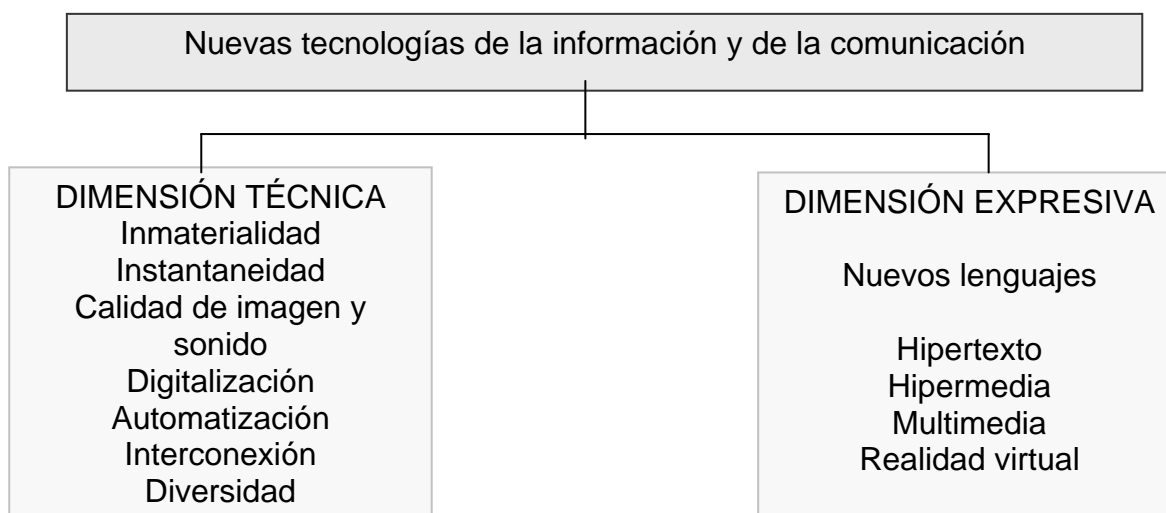 Nuevas tecnologías de la información y de la comunicación
DIMENSIÓN TÉCNICA
Inmaterialidad
Instantaneidad
Calidad de imagen y
sonido
Digitalización
Automatización
Interconexión
Diversidad
DIMENSIÓN EXPRESIVA
Nuevos lenguajes
Hipertexto
Hipermedia
Multimedia
Realidad virtual